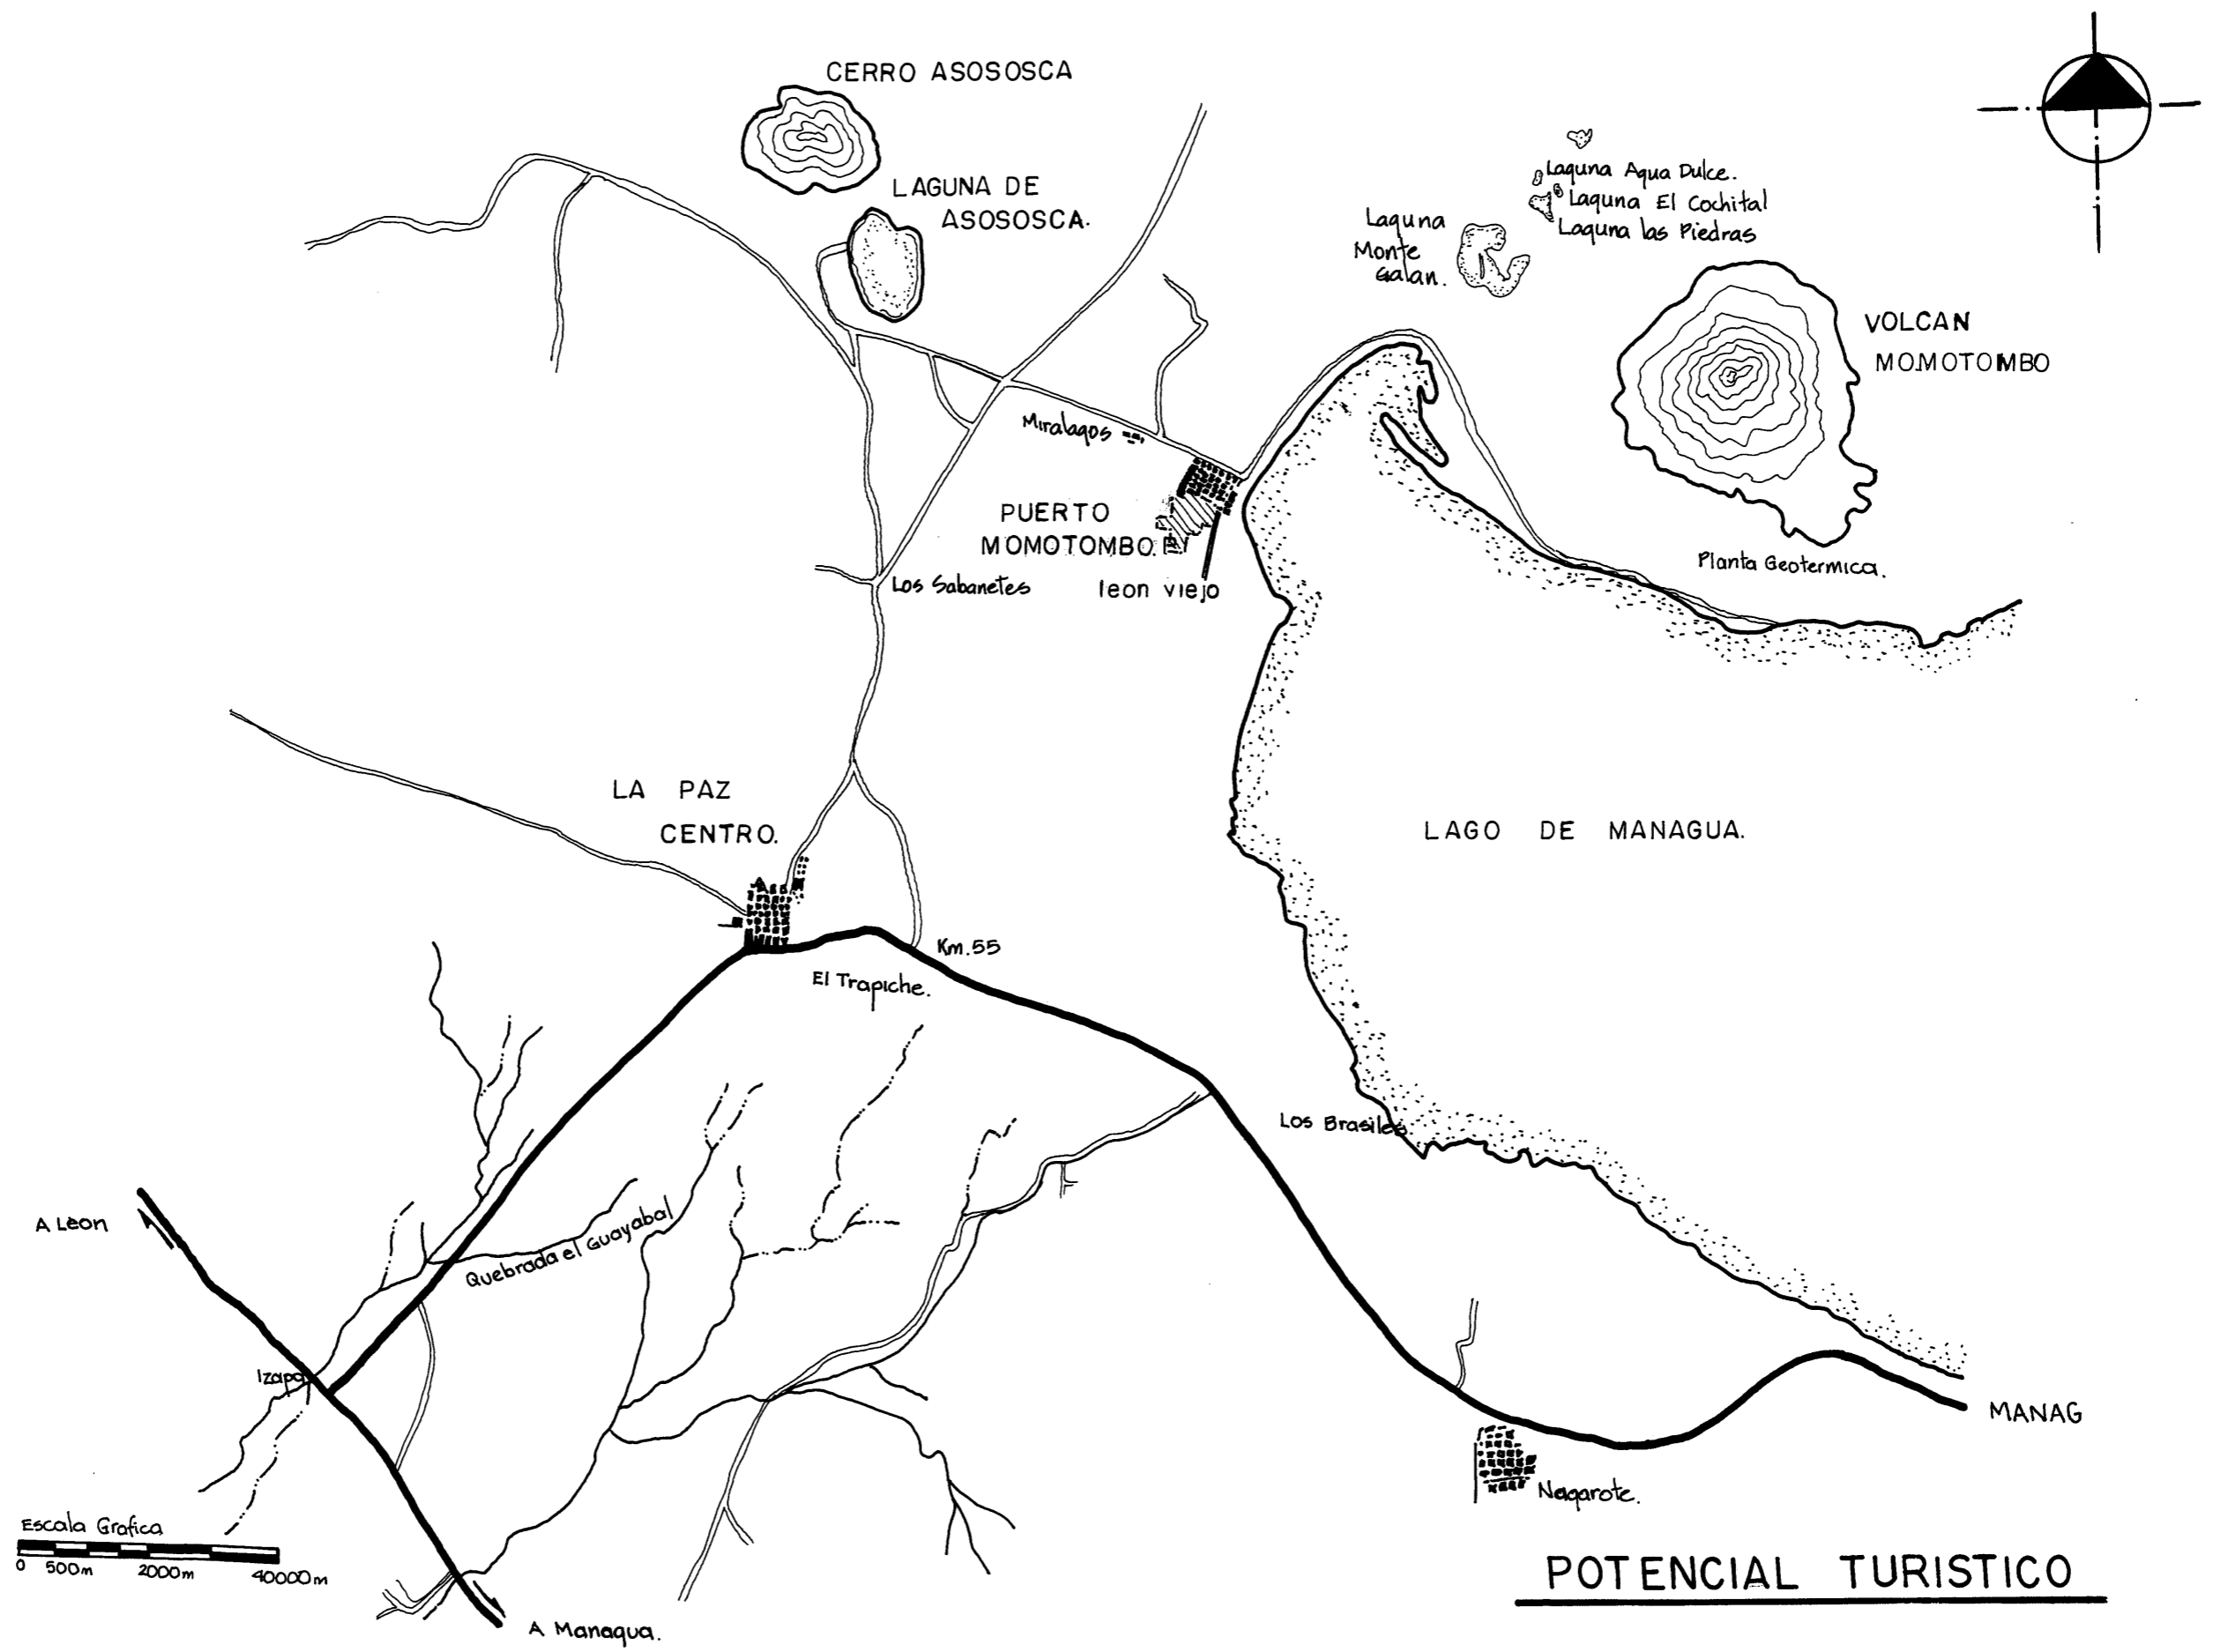 CERRO ASOSOSCA
LAGUNA DE
ASOSOSCA.
Laguna Aqua Dulce.
Laguna El Cochital
Laguna las Piedras
Laguna
Monte
Galan.
VOLCAN
MOMOTOMBO
Miralagos
PUERTO
MOMOTOMBO.
leon viejo
Los Sabanetes
Planta Geotermica.
LA PAZ
CENTRO.
LAGO DE MANAGUA.
Km.55
El Trapiche.
Los Brasiles.
A Leon
Quebrada el Guayabal
Izapa
MANAG
Nagarote.
Escala Grafica
0 500m 2000m 40000m
A Managua.
POTENCIAL TURISTICO